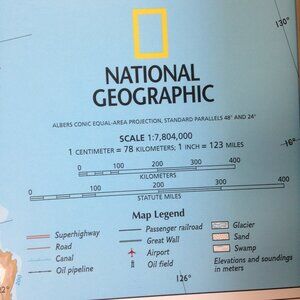 130°
NATIONAL
GEOGRAPHIC
ALBERS CONIC EQUAL-AREA PROJECTION, STANDARD PARALLELS 48° AND 24°
SCALE 1:7,804,000
1 CENTIMETER = 78 KILOMETERS; 1 INCH = 123 MILES
16°
0 100 200 300 400
KILOMETERS
0 100 200 300 400
STATUTE MILES
Map Legend
Superhighway
Road
Canal
Oil pipeline
Passenger railroad
Great Wall
Airport
Oil field
Glacier
Sand
Swamp
Elevations and soundings
in meters
126°